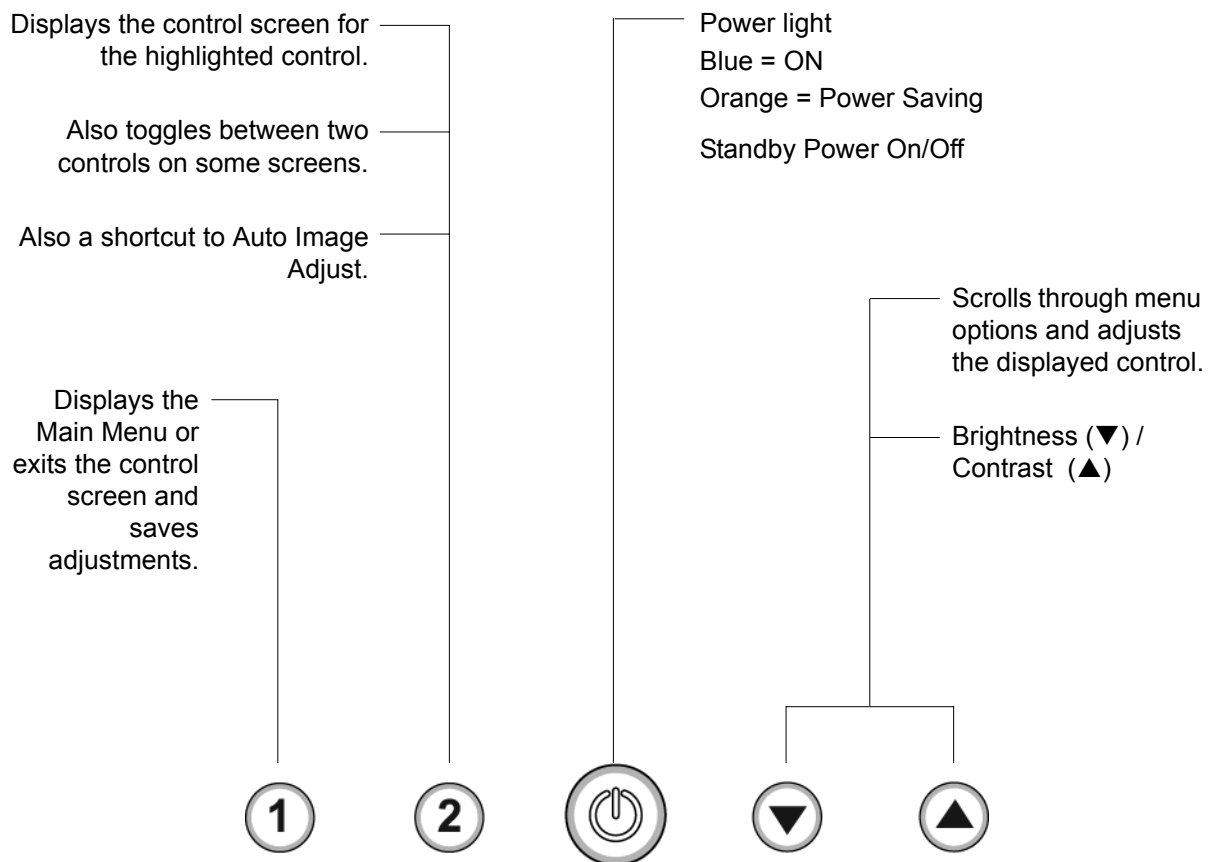 Displays the control screen for
the highlighted control.
Also toggles between two
controls on some screens.
Also a shortcut to Auto Image
Adjust.
Displays the
Main Menu or
exits the control
screen and
saves
adjustments.
Power light
Blue = ON
Orange = Power Saving
Standby Power On/Off
Scrolls through menu
options and adjusts
the displayed control.
Brightness (▼) /
Contrast (▲)
1 2